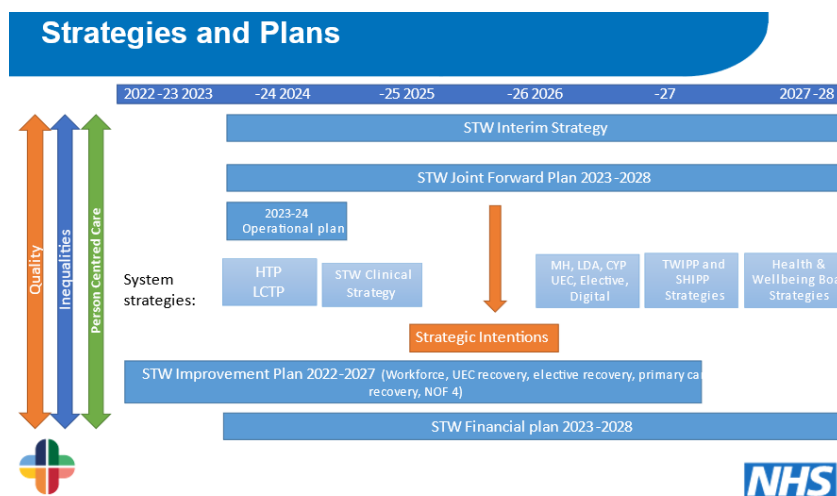 Strategies and Plans
2022-23 2023 -24 2024 -25 2025 -26 2026 -27 2027-28
STW Interim Strategy
STW Joint Forward Plan 2023-2028
2023-24
Operational plan
Quality
Inequalities
Person Centred Care
System
strategies:
HTP
LCTP
STW Clinical
Strategy
MH, LDA, CYP
UEC, Elective,
Digital
TWIPP and
SHIPP
Strategies
Health &
Wellbeing Boa
Strategies
Strategic Intentions
STW Improvement Plan 2022-2027 (Workforce, UEC recovery, elective recovery, primary car
recovery, NOF 4)
STW Financial plan 2023-2028
NHS